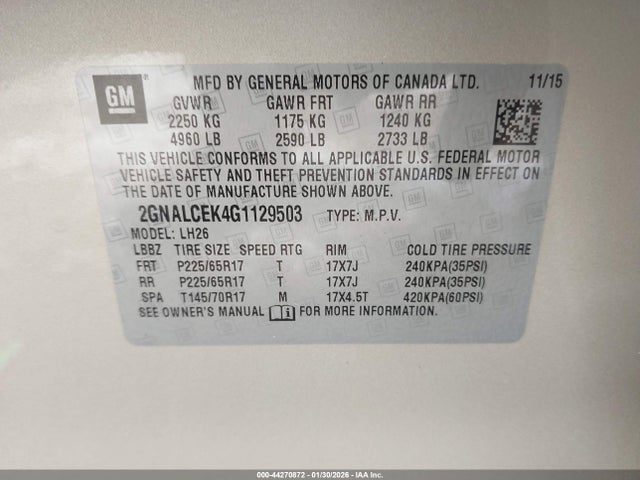 GM
MFD BY GENERAL MOTORS OF CANADA LTD. 11/15
GVWR GAWR FRT GAWR RR
2250 KG 1175 KG 1240 KG
4960 LB 2590 LB 2733 LB
THIS VEHICLE CONFORMS TO ALL APPLICABLE U.S. FEDERAL MOTOR
VEHICLE SAFETY AND THEFT PREVENTION STANDARDS IN EFFECT ON
THE DATE OF MANUFACTURE SHOWN ABOVE.
2GNALCEK4G1129503 TYPE: M.P.V.
MODEL: LH26
LBBZ TIRE SIZE SPEED RTG RIM COLD TIRE PRESSURE
FRT P225/65R17 T 17X7J 240KPA(35PSI)
RR P225/65R17 T 17X7J 240KPA(35PSI)
SPA T145/70R17 M 17X4.5T 420KPA(60PSI)
SEE OWNER'S MANUAL FOR MORE INFORMATION.
000-44270872 - 01/30/2026 - IAA Inc.